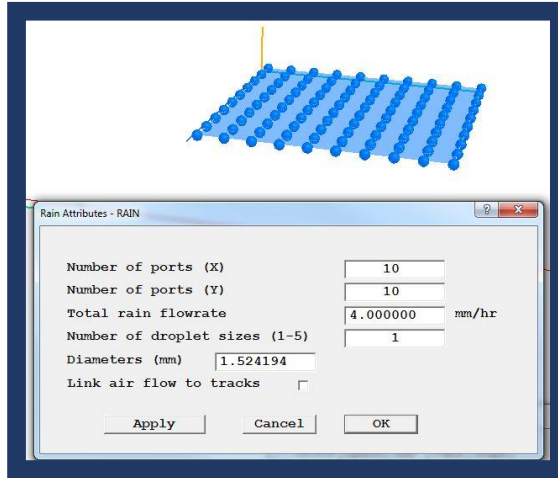 Rain Attributes - RAIN
Number of ports (X) 10
Number of ports (Y) 10
Total rain flowrate 4.000000 mm/hr
Number of droplet sizes (1-5) 1
Diameters (mm) 1.524194
Link air flow to tracks
Apply Cancel OK